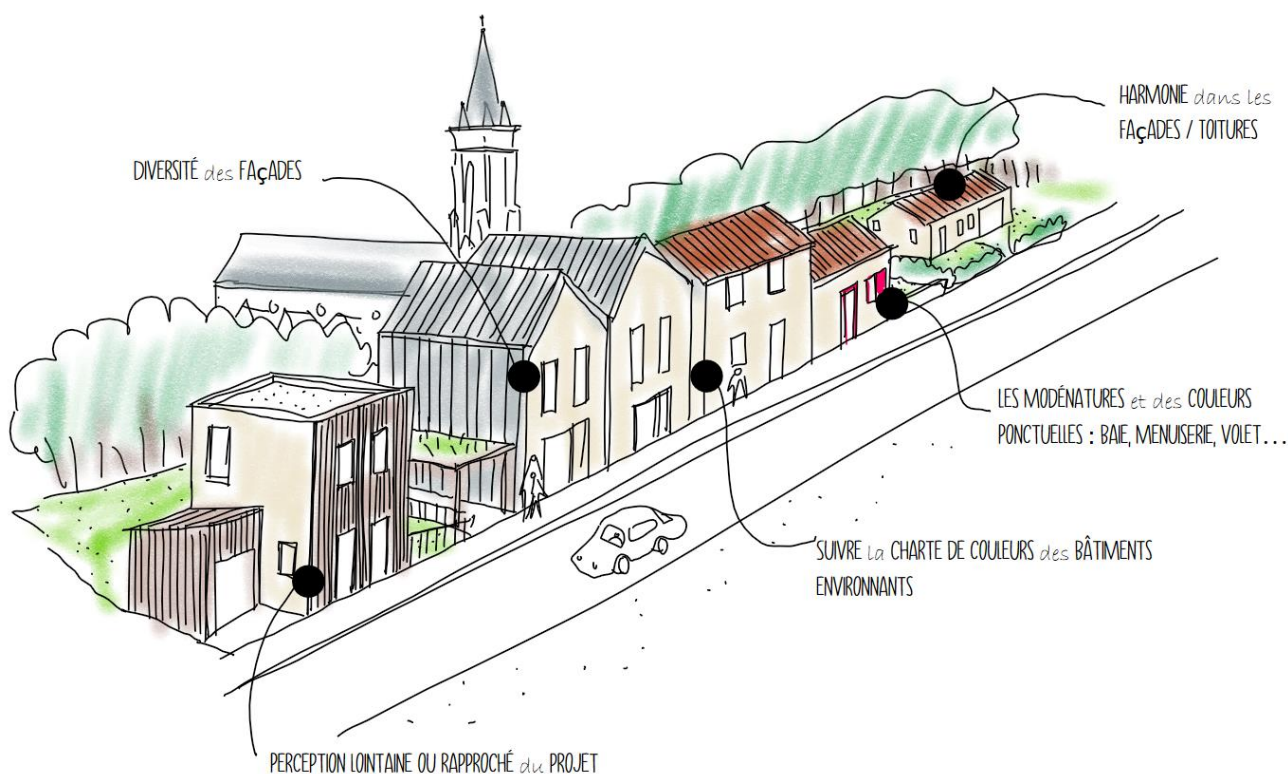 HARMONIE dans les
FAçADES / TOITURES
DIVERSITÉ des FAçADES
LES MODÉNATURES et des COULEURS
PONCTUELLES : BAIE, MENUISERIE, VOLET...
SUIVRE la CHARTE DE COULEURS des BÂTIMENTS
ENVIRONNANTS
PERCEPTION LOINTAINE OU RAPPROCHÉ du PROJET